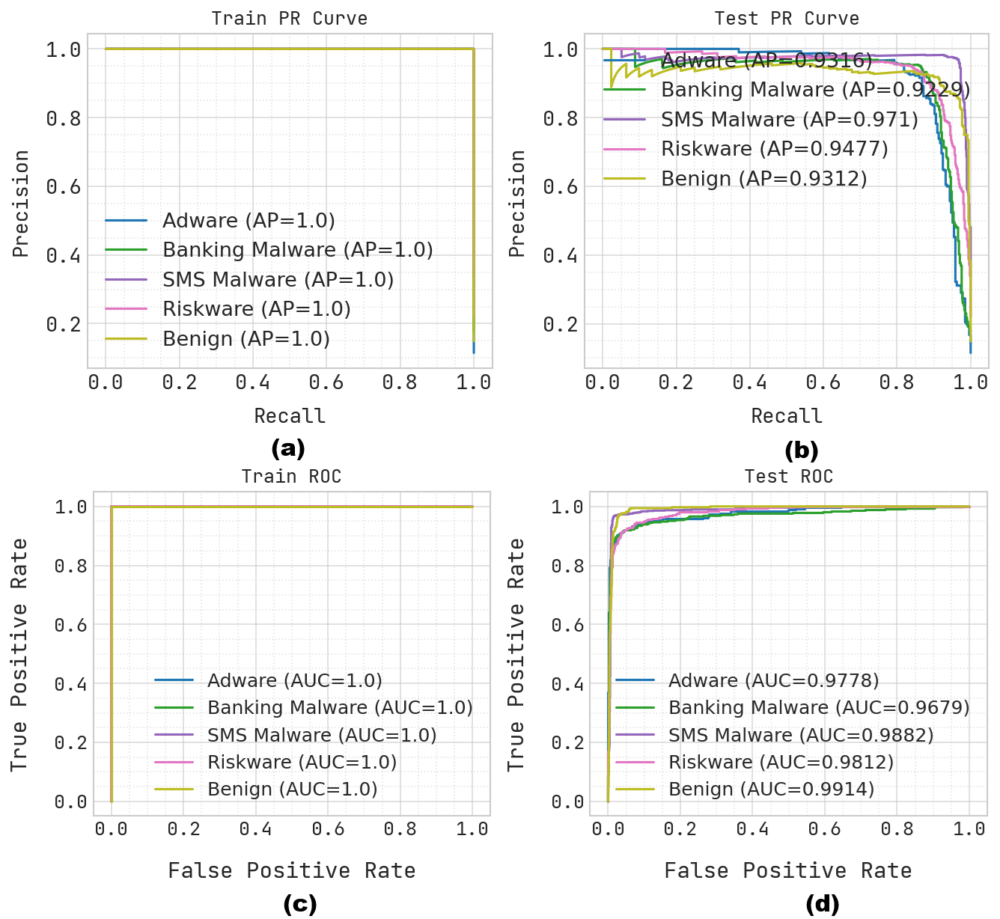 Train PR Curve
Precision
1.0
0.8
0.6
0.4
0.2
Adware (AP=1.0)
Banking Malware (AP=1.0)
SMS Malware (AP=1.0)
Riskware (AP=1.0)
Benign (AP=1.0)
0.0 0.2 0.4 0.6 0.8 1.0
Recall
(a)
Test PR Curve
Precision
1.0
0.8
0.6
0.4
0.2
Adware (AP=0.9316)
Banking Malware (AP=0.9229)
SMS Malware (AP=0.971)
Riskware (AP=0.9477)
Benign (AP=0.9312)
0.0 0.2 0.4 0.6 0.8 1.0
Recall
(b)
Train ROC
True Positive Rate
1.0
0.8
0.6
0.4
0.2
0.0
Adware (AUC=1.0)
Banking Malware (AUC=1.0)
SMS Malware (AUC=1.0)
Riskware (AUC=1.0)
Benign (AUC=1.0)
0.0 0.2 0.4 0.6 0.8 1.0
False Positive Rate
(c)
Test ROC
True Positive Rate
1.0
0.8
0.6
0.4
0.2
0.0
Adware (AUC=0.9778)
Banking Malware (AUC=0.9679)
SMS Malware (AUC=0.9882)
Riskware (AUC=0.9812)
Benign (AUC=0.9914)
0.0 0.2 0.4 0.6 0.8 1.0
False Positive Rate
(d)